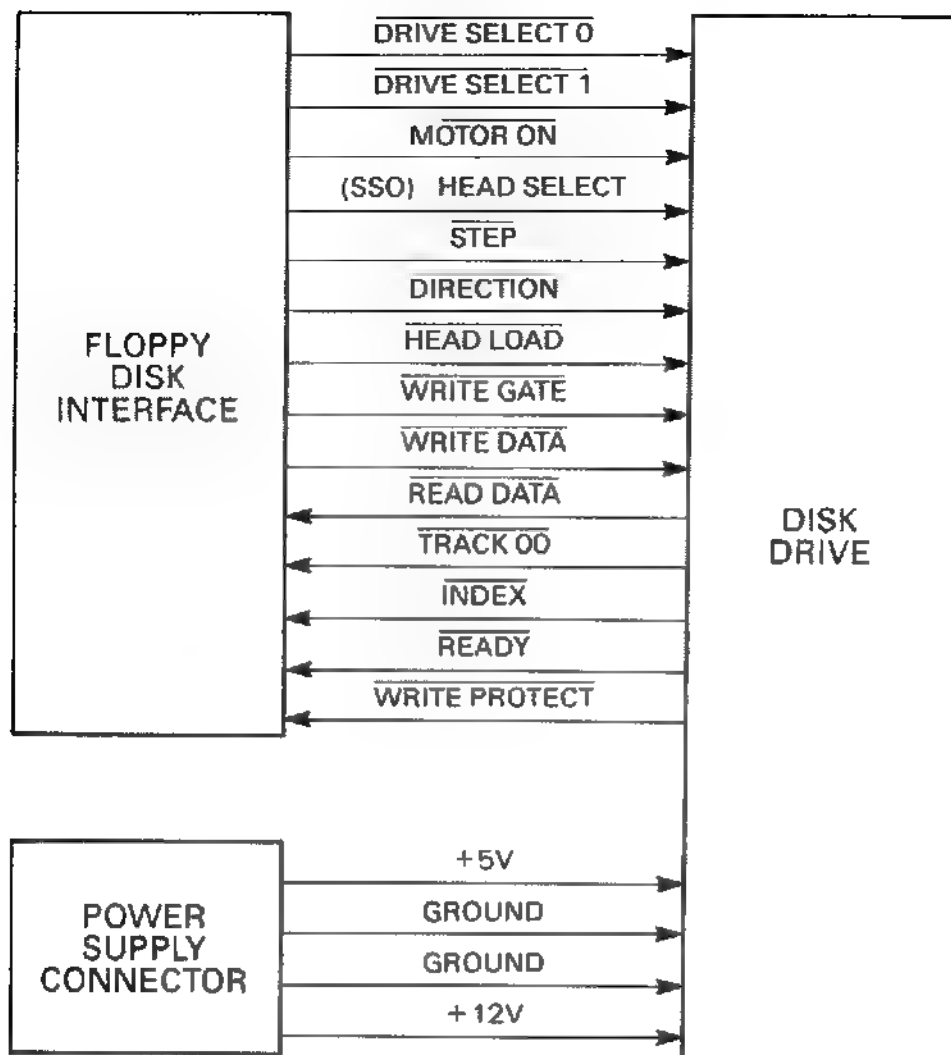 DRIVE SELECT 0
DRIVE SELECT 1
MOTOR ON
(SSO) HEAD SELECT
STEP
DIRECTION
HEAD LOAD
WRITE GATE
WRITE DATA
READ DATA
TRACK 00
INDEX
READY
WRITE PROTECT
FLOPPY
DISK
INTERFACE
DISK
DRIVE
+5V
GROUND
GROUND
+12V
POWER
SUPPLY
CONNECTOR